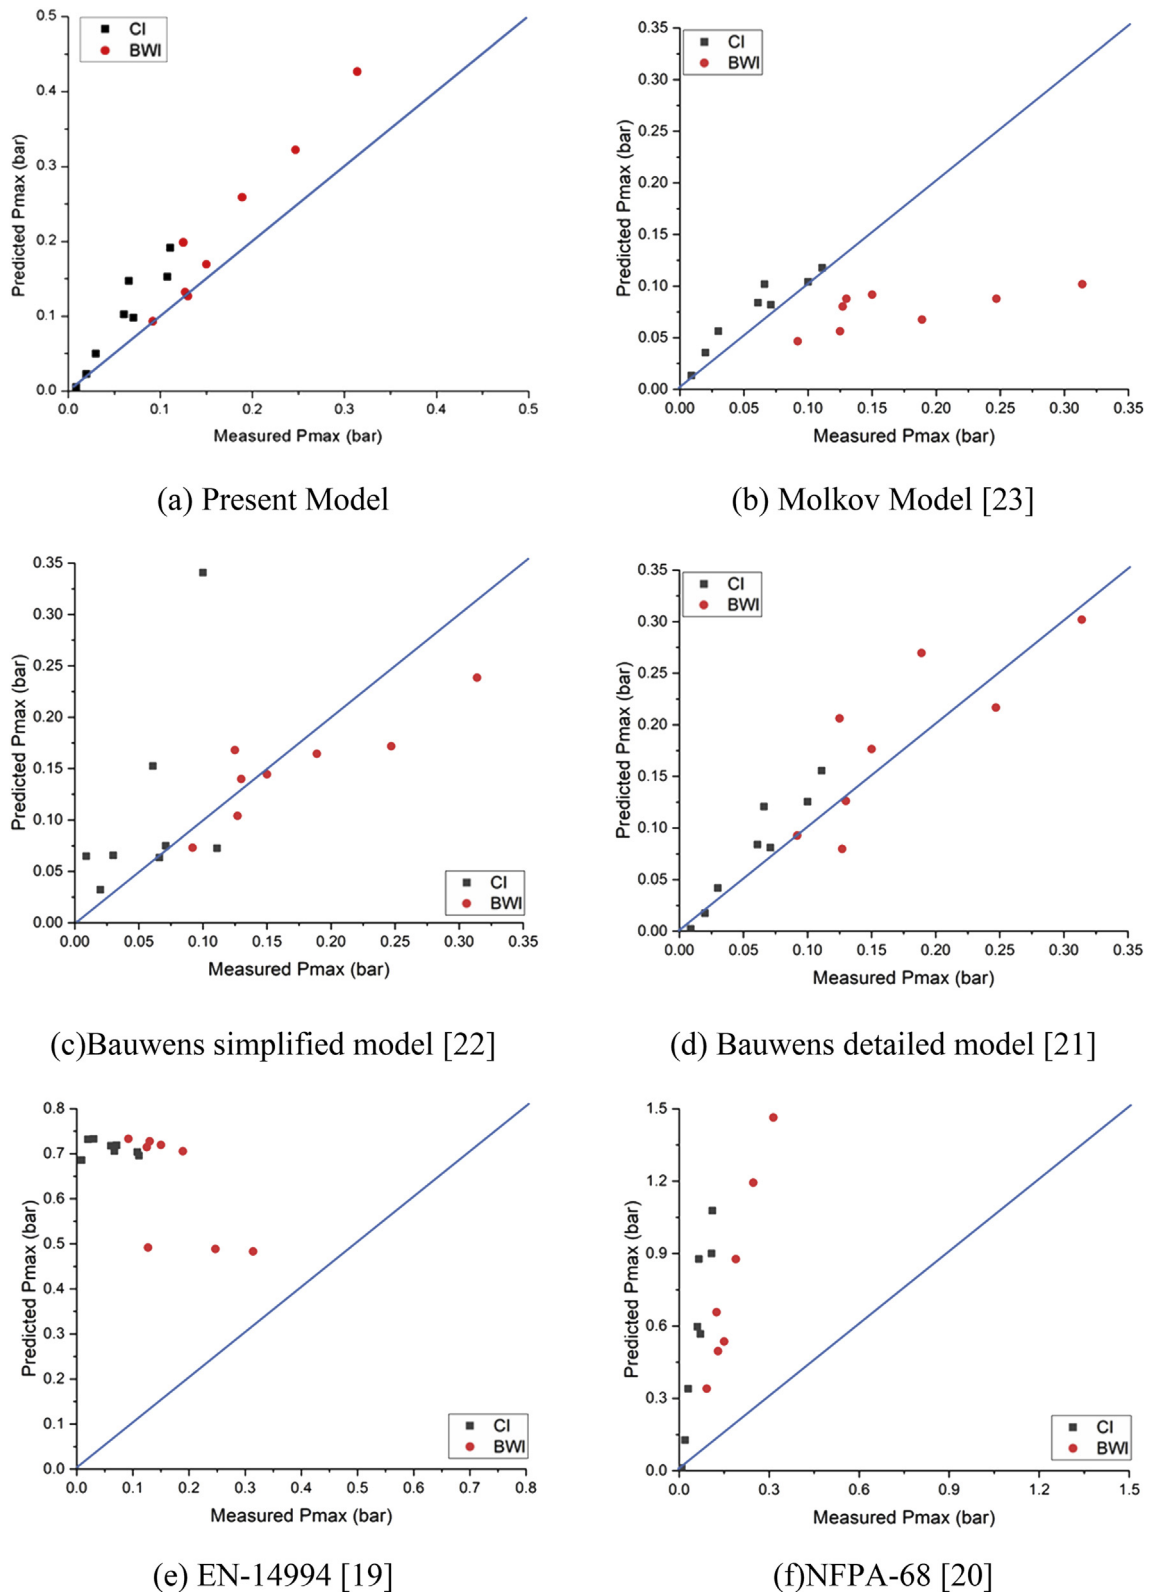 0.5
0.4
0.3
0.2
0.1
0.0
0.0 0.1 0.2 0.3 0.4 0.5
Predicted Pmax (bar)
Measured Pmax (bar)
CI
BWI
(a) Present Model
0.35
0.30
0.25
0.20
0.15
0.10
0.05
0.00
0.00 0.05 0.10 0.15 0.20 0.25 0.30 0.35
Predicted Pmax (bar)
Measured Pmax (bar)
CI
BWI
(b) Molkov Model [23]
0.35
0.30
0.25
0.20
0.15
0.10
0.05
0.00
0.00 0.05 0.10 0.15 0.20 0.25 0.30 0.35
Predicted Pmax (bar)
Measured Pmax (bar)
CI
BWI
(c)Bauwens simplified model [22]
0.35
0.30
0.25
0.20
0.15
0.10
0.05
0.00
0.00 0.05 0.10 0.15 0.20 0.25 0.30 0.35
Predicted Pmax (bar)
Measured Pmax (bar)
CI
BWI
(d) Bauwens detailed model [21]
0.8
0.7
0.6
0.5
0.4
0.3
0.2
0.1
0.0
0.0 0.1 0.2 0.3 0.4 0.5 0.6 0.7 0.8
Predicted Pmax (bar)
Measured Pmax (bar)
CI
BWI
(e) EN-14994 [19]
1.5
1.2
0.9
0.6
0.3
0.0
0.0 0.3 0.6 0.9 1.2 1.5
Predicted Pmax (bar)
Measured Pmax (bar)
CI
BWI
(f)NFPA-68 [20]